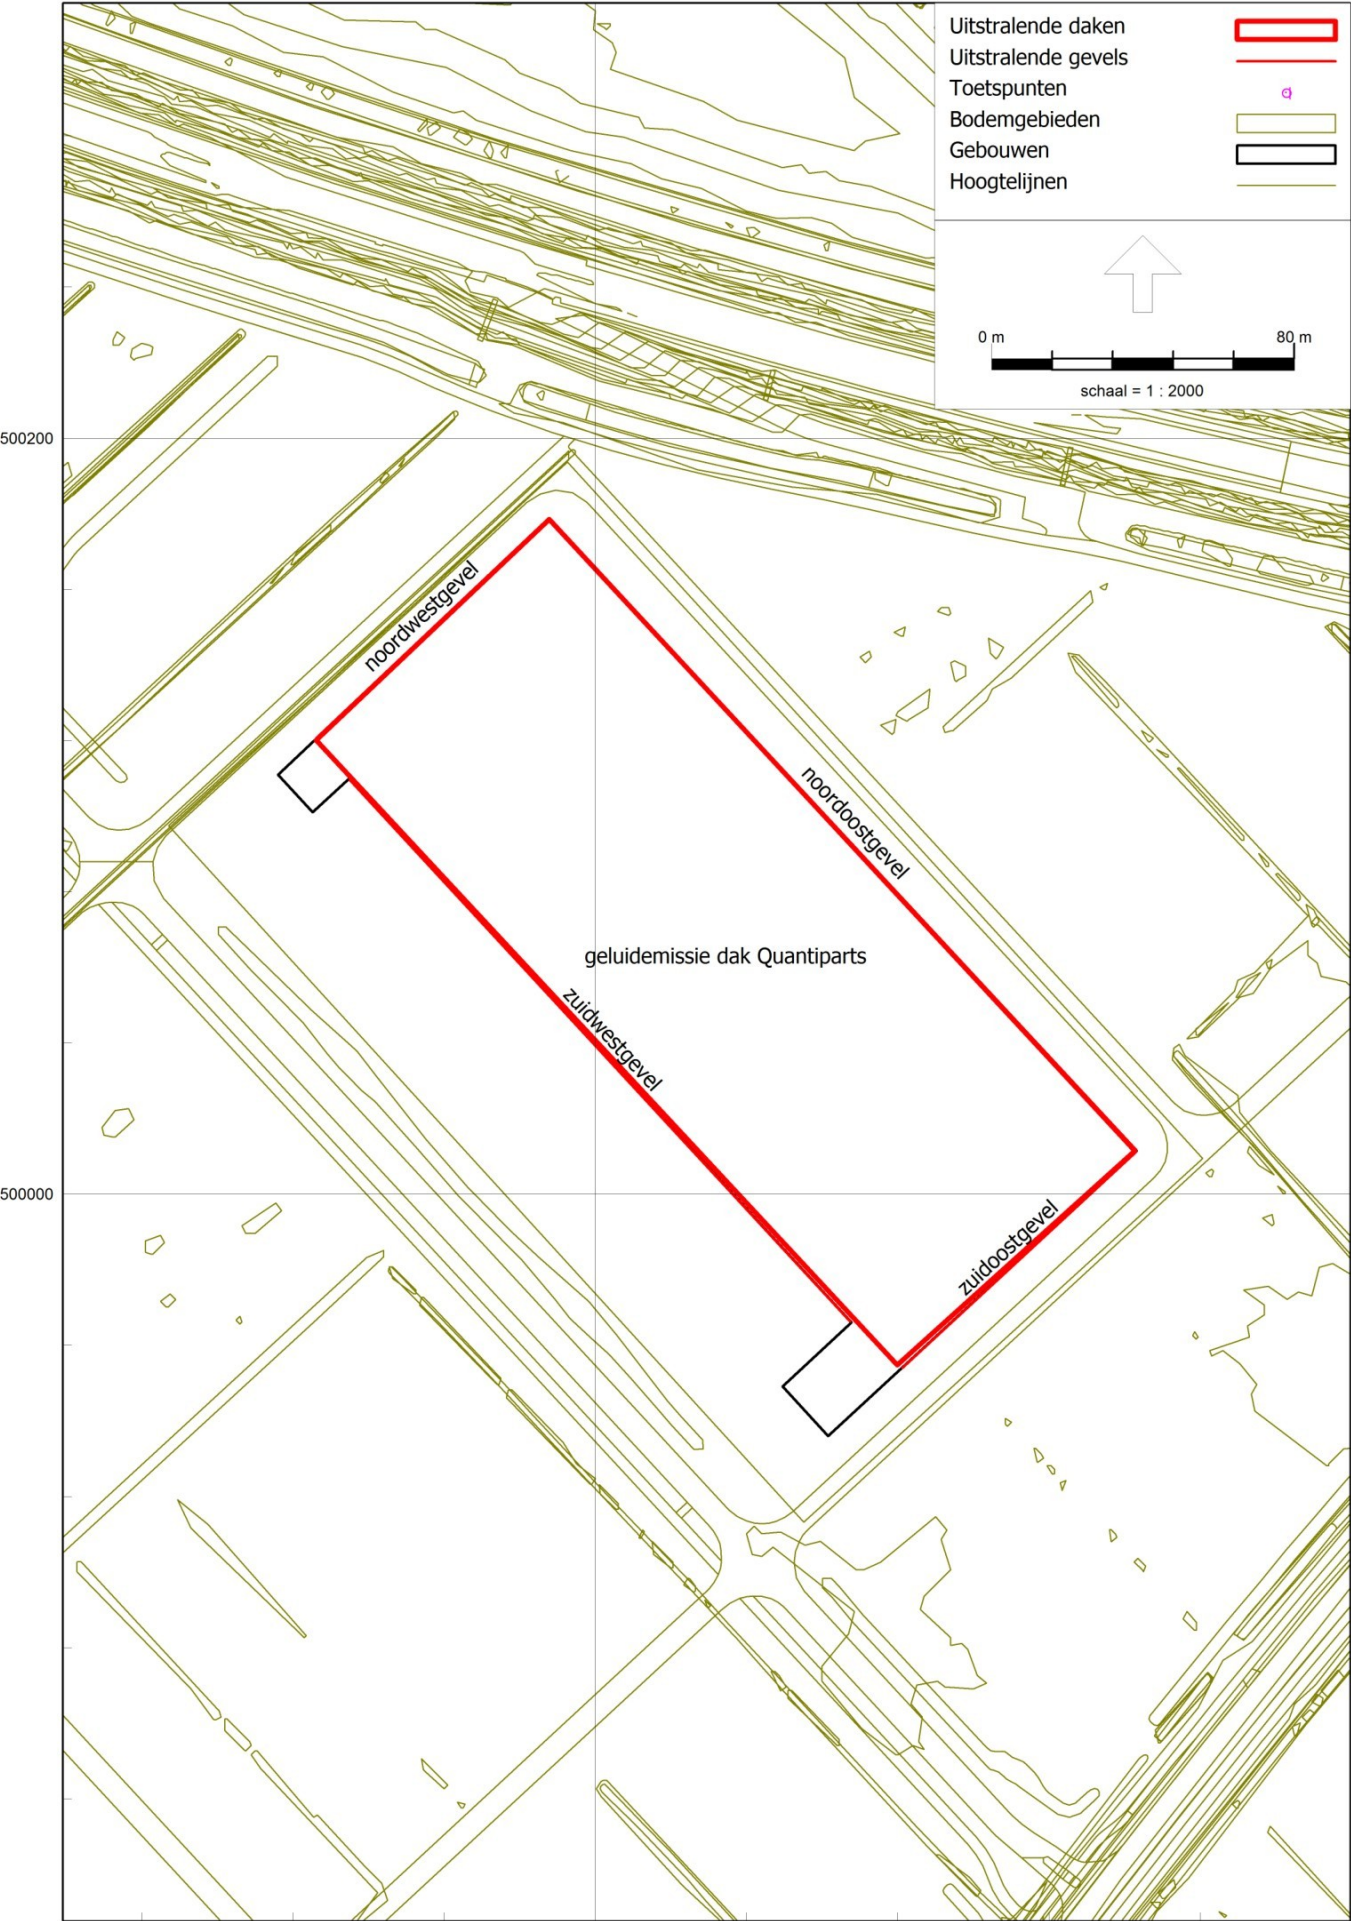 Uitstralende daken
Uitstralende gevels
Toetspunten
Bodemgebieden
Gebouwen
Hoogtelijnen
0 m
80 m
schaal = 1 : 2000
500200
noordwestgevel
noordoostgevel
geluidemissie dak Quantiparts
zuidwestgevel
500000
zuidoostgevel